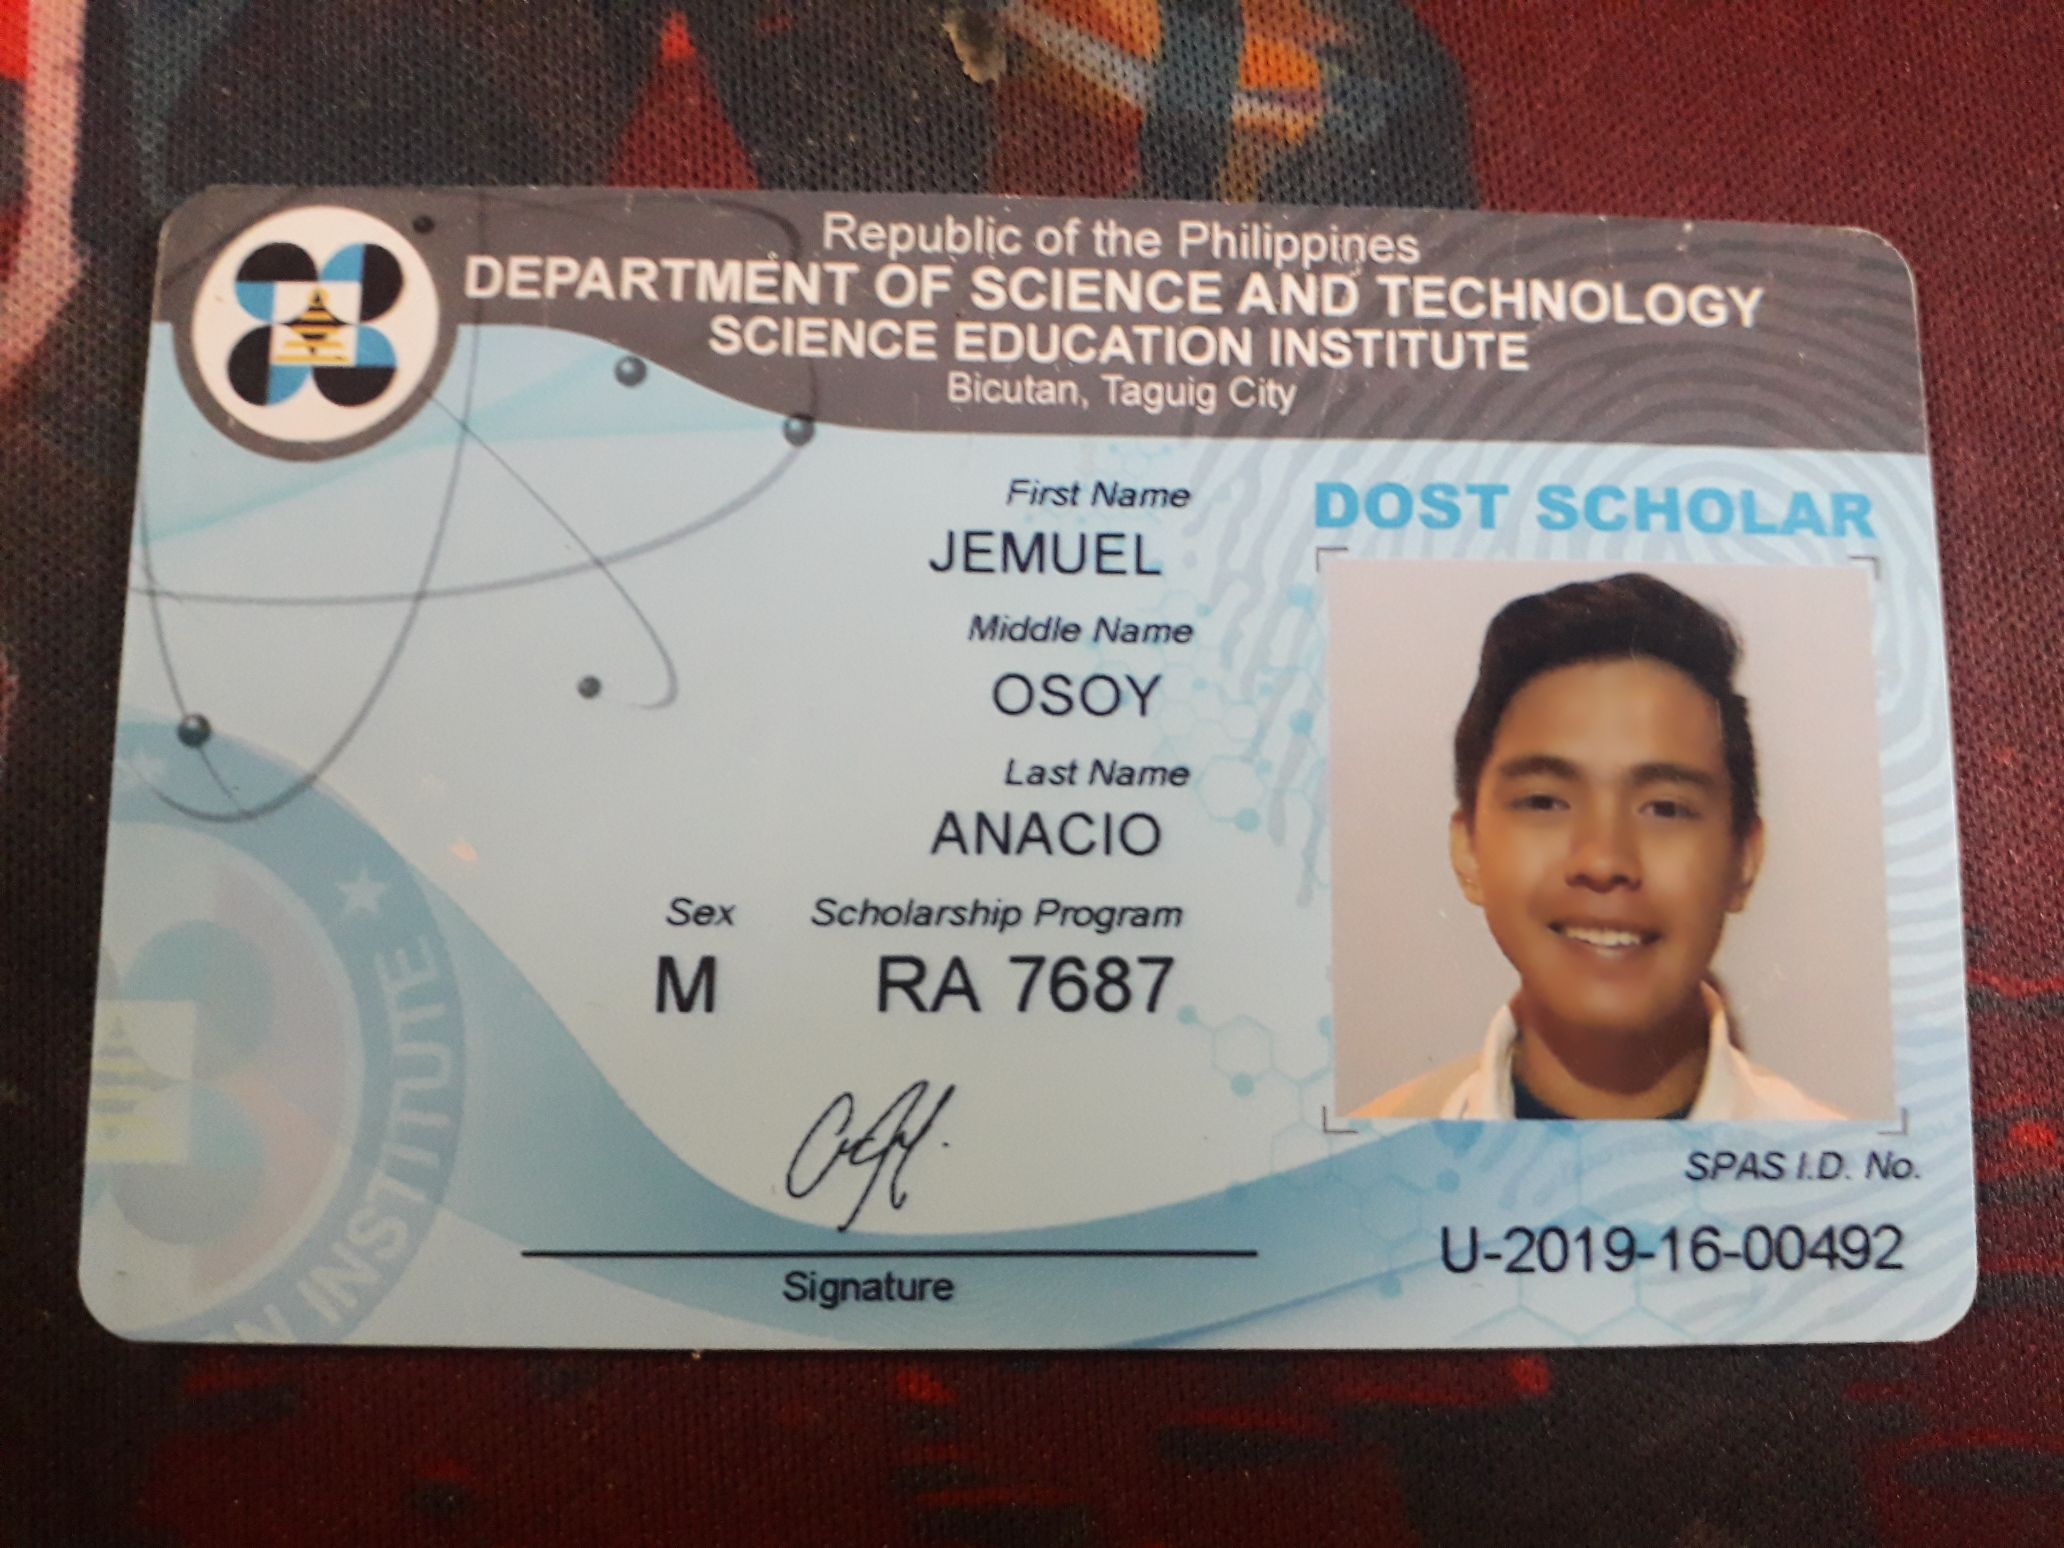 Republic of the Philippines
DEPARTMENT OF SCIENCE AND TECHNOLOGY
SCIENCE EDUCATION INSTITUTE
Bicutan, Taguig City
DOST SCHOLAR
First Name
JEMUEL
Middle Name
OSOY
Last Name
ANACIO
Sex Scholarship Program
M RA 7687
Signature
SPAS I.D. No.
U-2019-16-00492
INSTITUTE